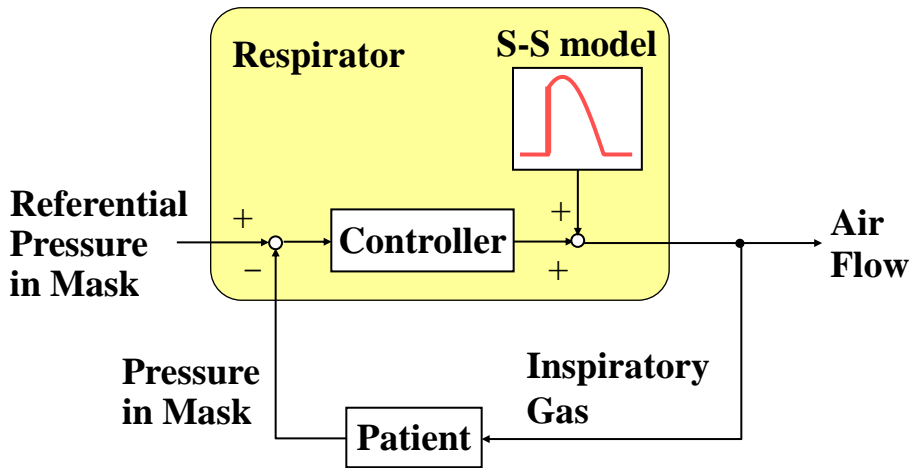 S-S model
Respirator
Referential
Pressure
in Mask
+
−
Controller
+
+
Air
Flow
Pressure
in Mask
Inspiratory
Gas
Patient